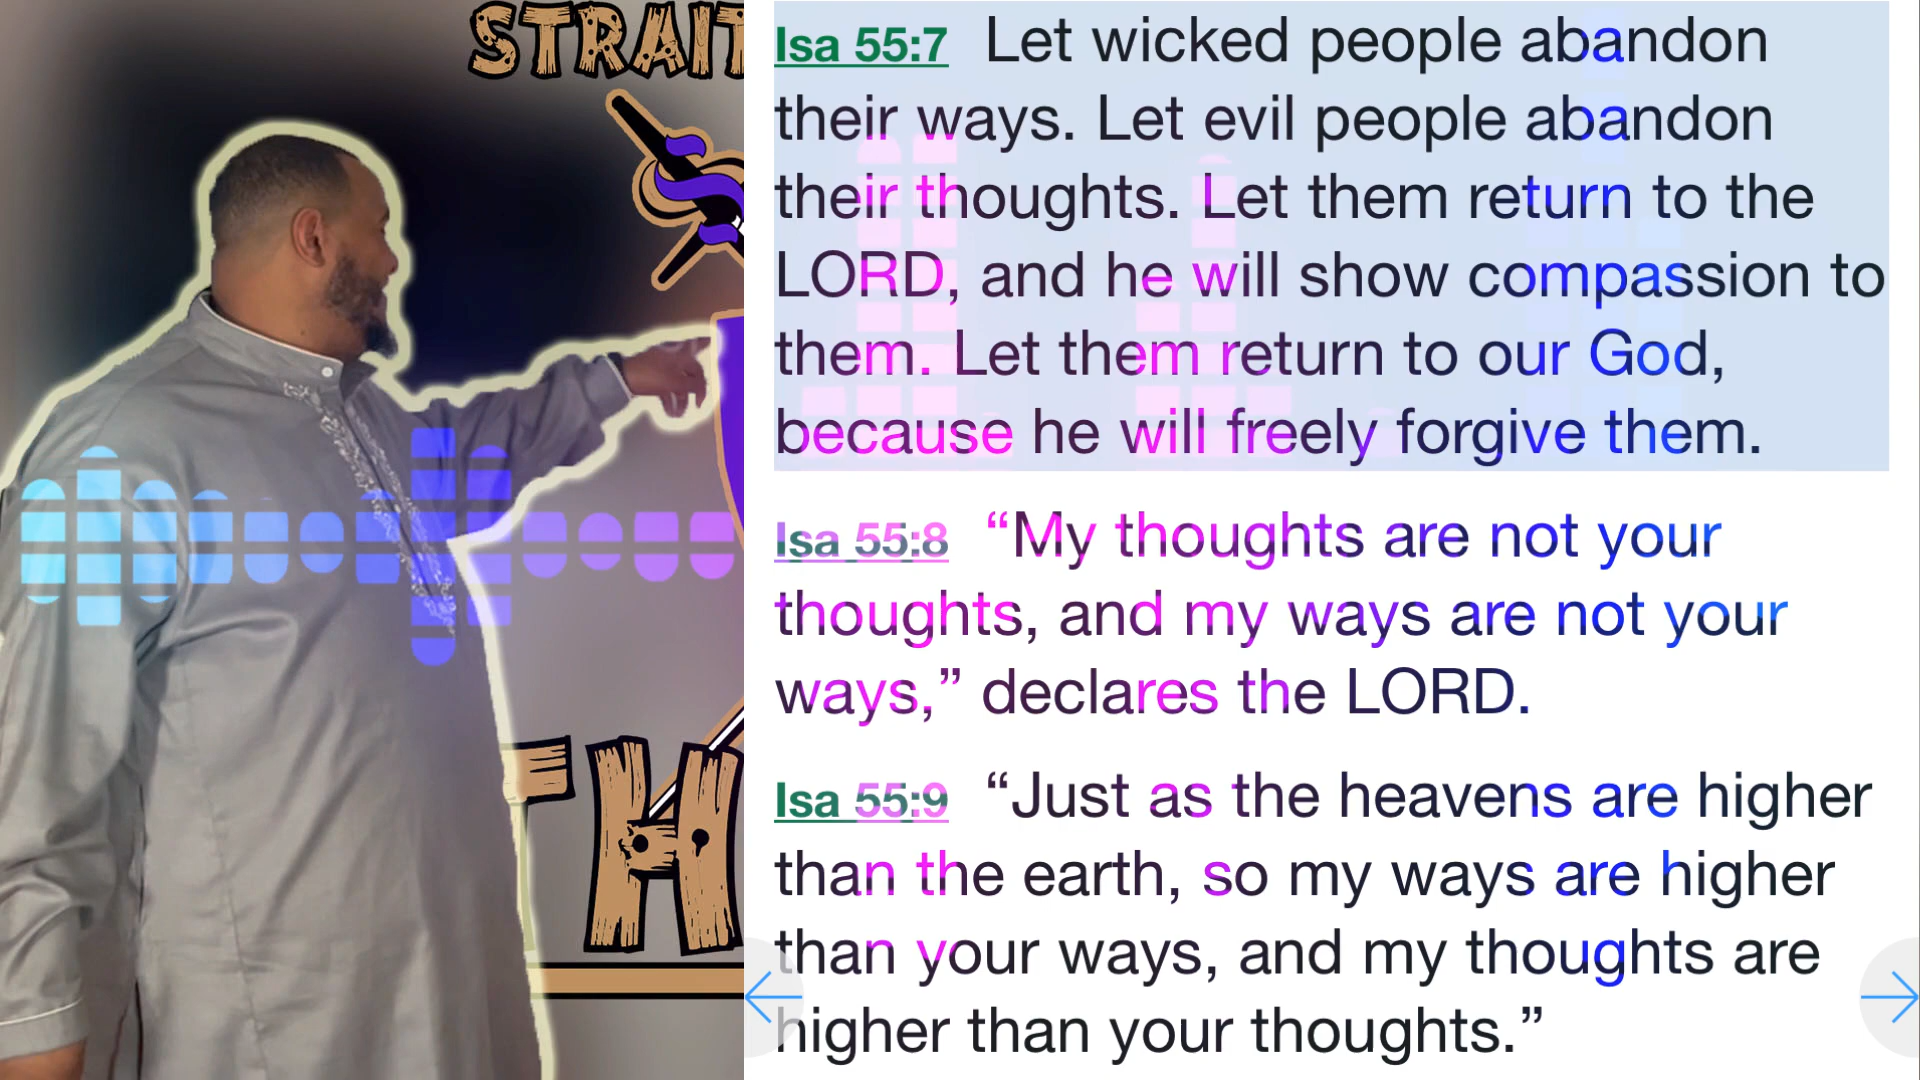 STRAIT
Isa 55:7 Let wicked people abandon
their ways. Let evil people abandon
their thoughts. Let them return to the
LORD, and he will show compassion to
them. Let them return to our God,
because he will freely forgive them.
Isa 55:8 “My thoughts are not your
thoughts, and my ways are not your
ways,” declares the LORD.
Isa 55:9 “Just as the heavens are higher
than the earth, so my ways are higher
than your ways, and my thoughts are
higher than your thoughts.”
TH